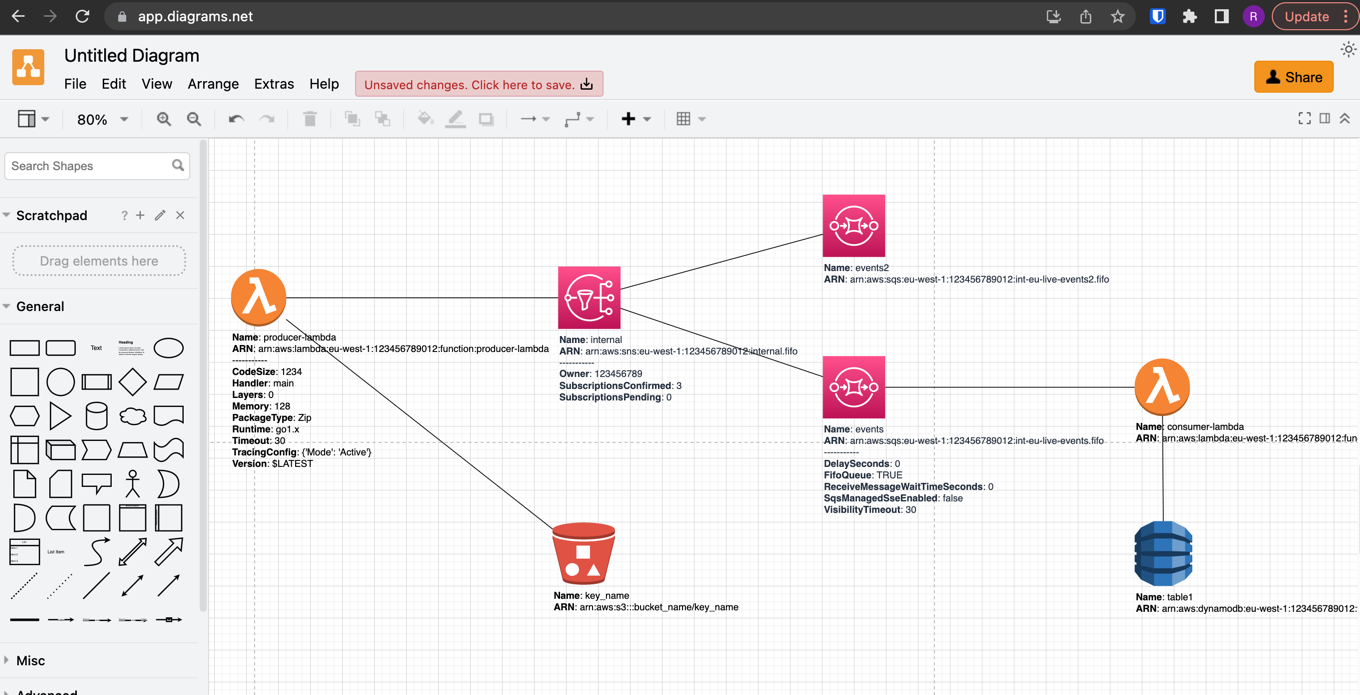 app.diagrams.net
R
Update
Untitled Diagram
File Edit View Arrange Extras Help
Unsaved changes. Click here to save.
Share
80%
Search Shapes
Scratchpad
?
Drag elements here
General
Text
Heading
List Item
Misc
Advanced
Name: producer-lambda
ARN: arn:aws:lambda:eu-west-1:123456789012:function:producer-lambda
-----------
CodeSize: 1234
Handler: main
Layers: 0
Memory: 128
PackageType: Zip
Runtime: go1.x
Timeout: 30
TracingConfig: {'Mode': 'Active'}
Version: $LATEST
Name: internal
ARN: arn:aws:sns:eu-west-1:123456789012:internal.fifo
-----------
Owner: 123456789
SubscriptionsConfirmed: 3
SubscriptionsPending: 0
Name: events2
ARN: arn:aws:sqs:eu-west-1:123456789012:int-eu-live-events2.fifo
Name: events
ARN: arn:aws:sqs:eu-west-1:123456789012:int-eu-live-events.fifo
-----------
DelaySeconds: 0
FifoQueue: TRUE
ReceiveMessageWaitTimeSeconds: 0
SqsManagedSseEnabled: false
VisibilityTimeout: 30
Name: consumer-lambda
ARN: arn:aws:lambda:eu-west-1:123456789012:fun
Name: key_name
ARN: arn:aws:s3:::bucket_name/key_name
Name: table1
ARN: arn:aws:dynamodb:eu-west-1:123456789012: